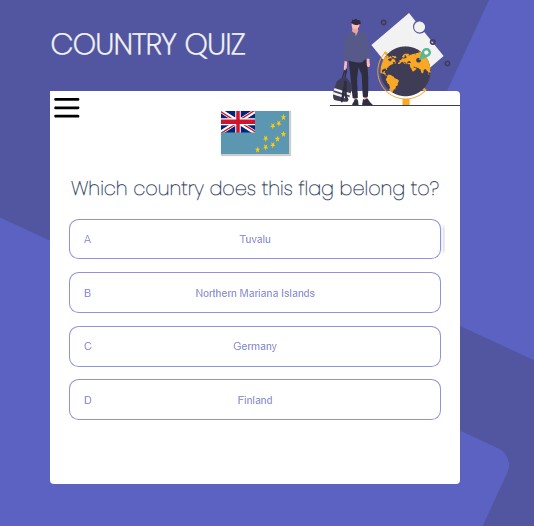 COUNTRY QUIZ
Which country does this flag belong to?
A Tuvalu
B Northern Mariana Islands
C Germany
D Finland